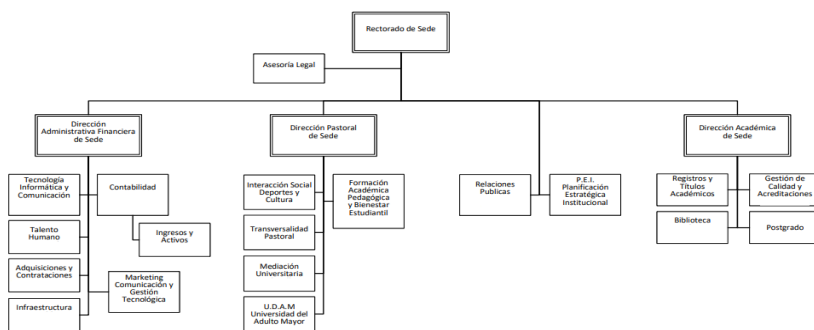 Rectorado de Sede
Asesoría Legal
Dirección
Administrativa Financiera
de Sede
Dirección Pastoral
de Sede
Dirección Académica
de Sede
Tecnología
Informática y
Comunicación
Contabilidad
Talento
Humano
Ingresos y
Activos
Adquisiciones y
Contrataciones
Marketing
Comunicación y
Gestión
Tecnológica
Infraestructura
Interacción Social
Deportes y
Cultura
Formación
Académica
Pedagógica
y Bienestar
Estudiantil
Transversalidad
Pastoral
Mediación
Universitaria
U.D.A.M
Universidad del
Adulto Mayor
Relaciones
Publicas
P.E.I.
Planificación
Estratégica
Institucional
Registros y
Títulos
Académicos
Gestión de
Calidad y
Acreditaciones
Biblioteca
Postgrado